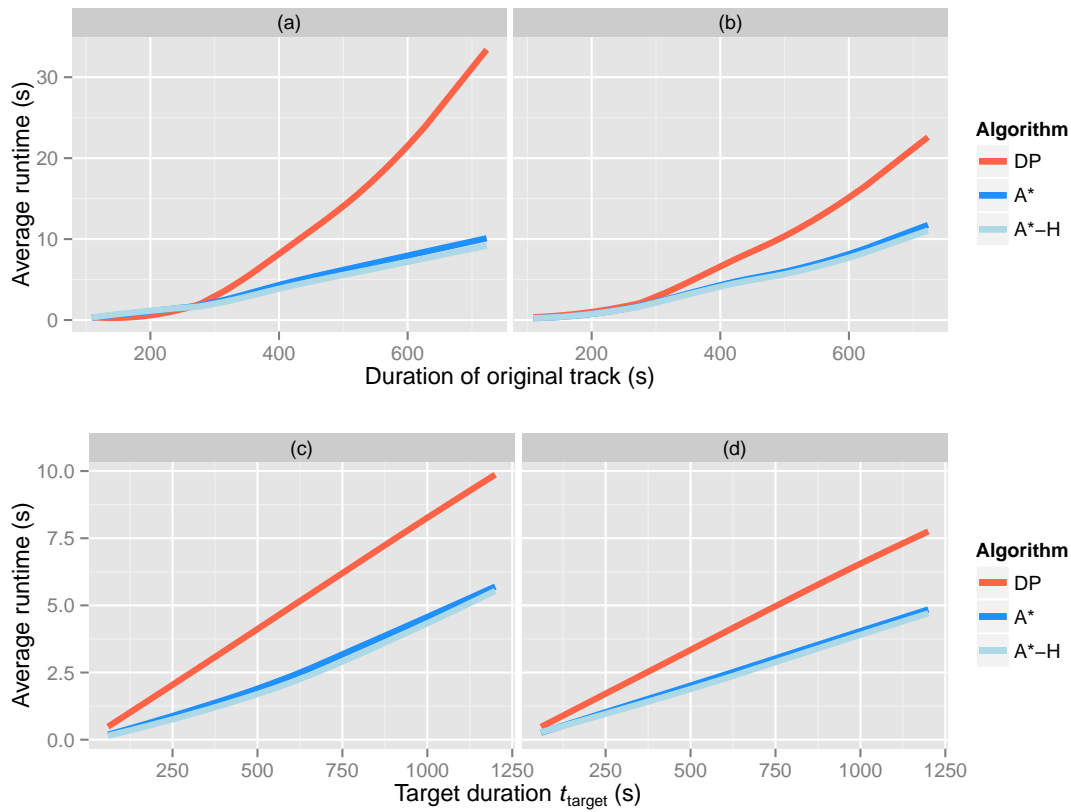 (a)
(b)
Average runtime (s)
30
20
10
0
200
400
600
200
400
600
Duration of original track (s)
Algorithm
DP
A*
A*−H
(c)
(d)
Average runtime (s)
10.0
7.5
5.0
2.5
0.0
250
500
750
1000
1250
250
500
750
1000
1250
Target duration t_target (s)
Algorithm
DP
A*
A*−H